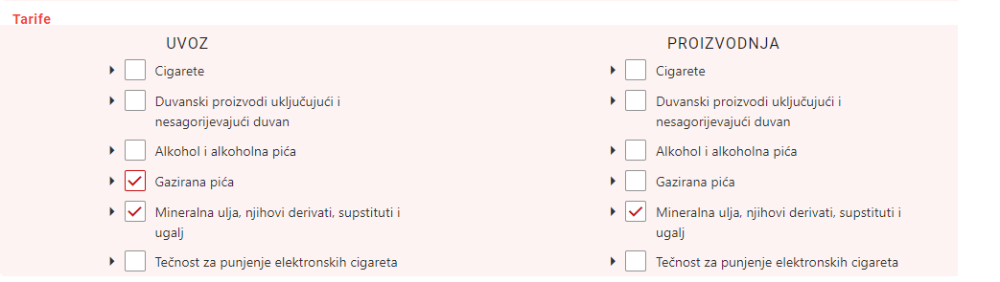 Tarife
UVOZ
Cigarete
Duvanski proizvodi uključujući i
nesagorijevajući duvan
Alkohol i alkoholna pića
Gazirana pića
Mineralna ulja, njihovi derivati, supstituti i
ugalj
Tečnost za punjenje elektronskih cigareta
PROIZVODNJA
Cigarete
Duvanski proizvodi uključujući i
nesagorijevajući duvan
Alkohol i alkoholna pića
Gazirana pića
Mineralna ulja, njihovi derivati, supstituti i
ugalj
Tečnost za punjenje elektronskih cigareta